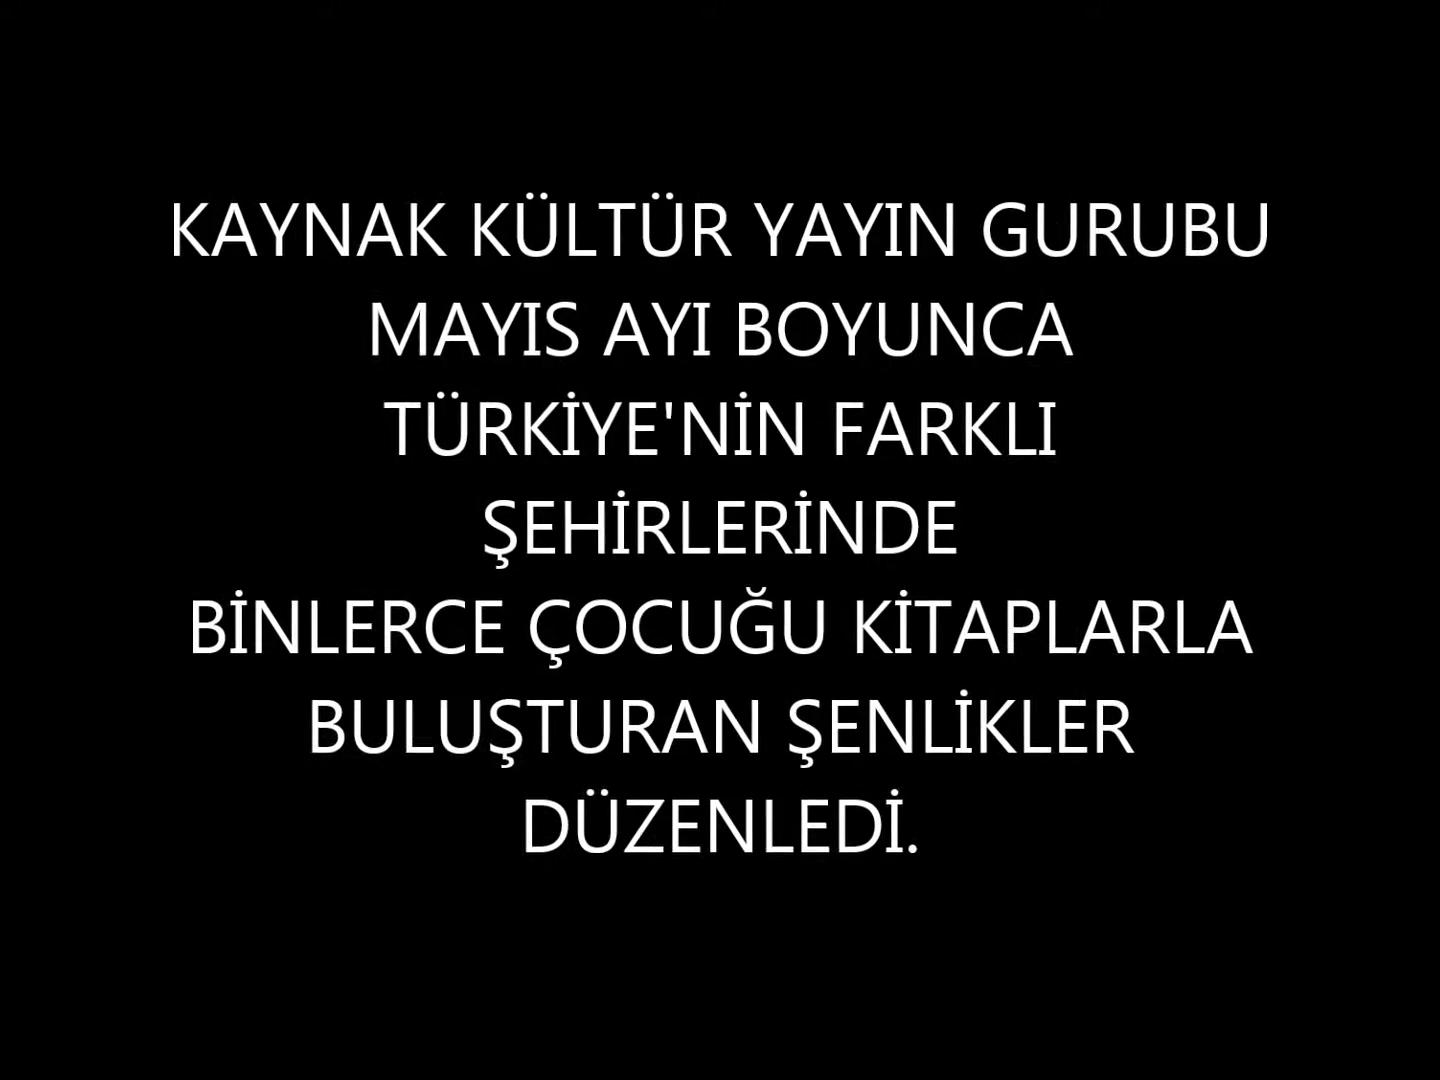 KAYNAK KÜLTÜR YAYIN GURUBU
MAYIS AYI BOYUNCA
TÜRKİYE'NİN FARKLI
ŞEHİRLERİNDE
BİNLERCE ÇOCUĞU KİTAPLARLA
BULUŞTURAN ŞENLİKLER
DÜZENLEDİ.